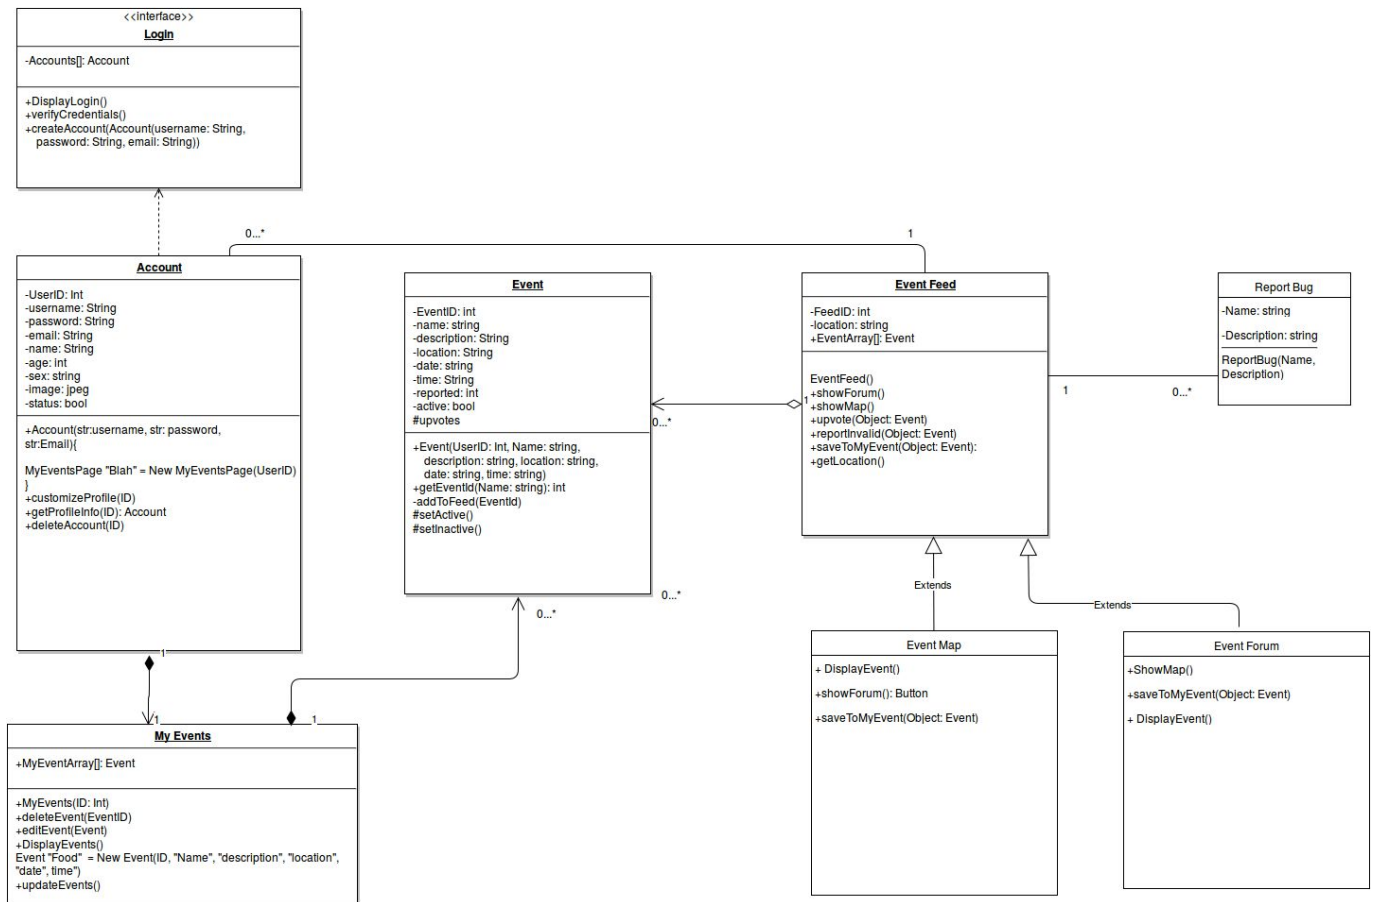 <<interface>>
Login
-Accounts[]: Account
+DisplayLogin()
+verifyCredentials()
+createAccount(Account(username: String,
password: String, email: String))
0...*
1
Account
-UserID: Int
-username: String
-password: String
-email: String
-name: String
-age: int
-sex: string
-image: jpeg
-status: bool
+Account(str:username, str: password,
str:Email){
MyEventsPage "Blah" = New MyEventsPage(UserID)
}
+customizeProfile(ID)
+getProfileInfo(ID): Account
+deleteAccount(ID)
Event
-EventID: int
-name: string
-description: String
-location: String
-date: string
-time: String
-reported: int
-active: bool
#upvotes
+Event(UserID: Int, Name: string,
description: string, location: string,
date: string, time: string)
+getEventId(Name: string): int
-addToFeed(EventId)
#setActive()
#setInactive()
0...*
1
Event Feed
-FeedID: int
-location: string
+EventArray[]: Event
EventFeed()
+showForum()
+showMap()
+upvote(Object: Event)
+reportInvalid(Object: Event)
+saveToMyEvent(Object: Event):
+getLocation()
1
0...*
Report Bug
-Name: string
-Description: string
ReportBug(Name,
Description)
0...*
0...*
Extends
Extends
1
1
1
My Events
+MyEventArray[]: Event
+MyEvents(ID: Int)
+deleteEvent(EventID)
+editEvent(Event)
+DisplayEvents()
Event "Food"  = New Event(ID, "Name", "description", "location",
"date", time")
+updateEvents()
Event Map
+ DisplayEvent()
+showForum(): Button
+saveToMyEvent(Object: Event)
Event Forum
+ShowMap()
+saveToMyEvent(Object: Event)
+ DisplayEvent()